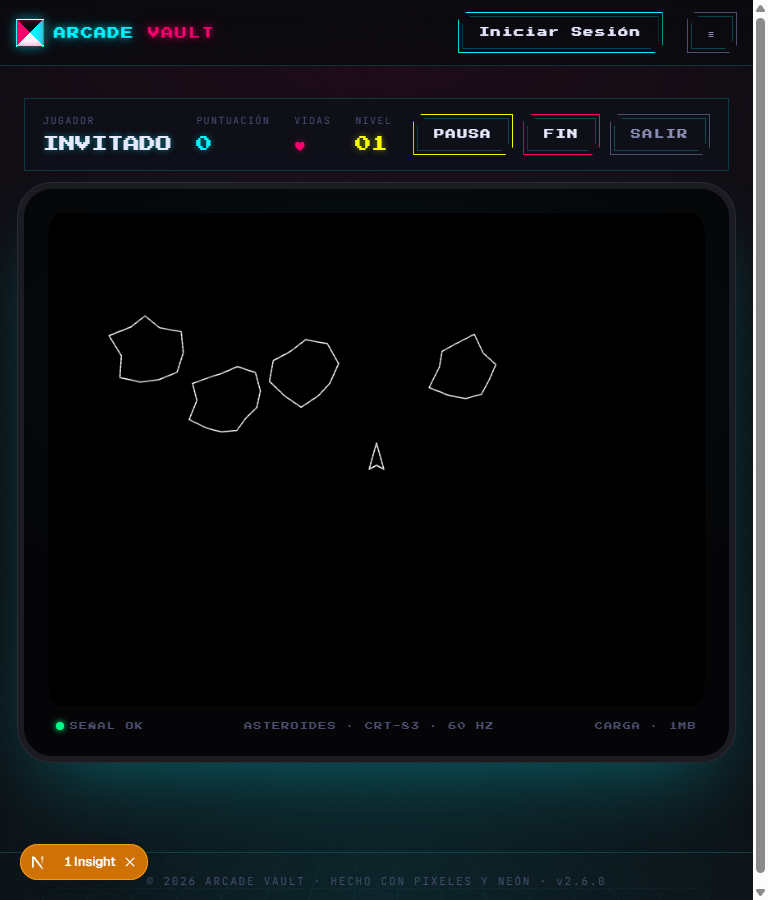 ARCADE VAULT
Iniciar Sesión
≡
JUGADOR
INVITADO
PUNTUACIÓN
0
VIDAS
♥
NIVEL
01
PAUSA
FIN
SALIR
SEÑAL OK
ASTEROIDES · CRT-83 · 60 HZ
CARGA · 1MB
N
1 Insight ×
© 2026 ARCADE VAULT · HECHO CON PIXELES Y NEÓN · v2.6.0